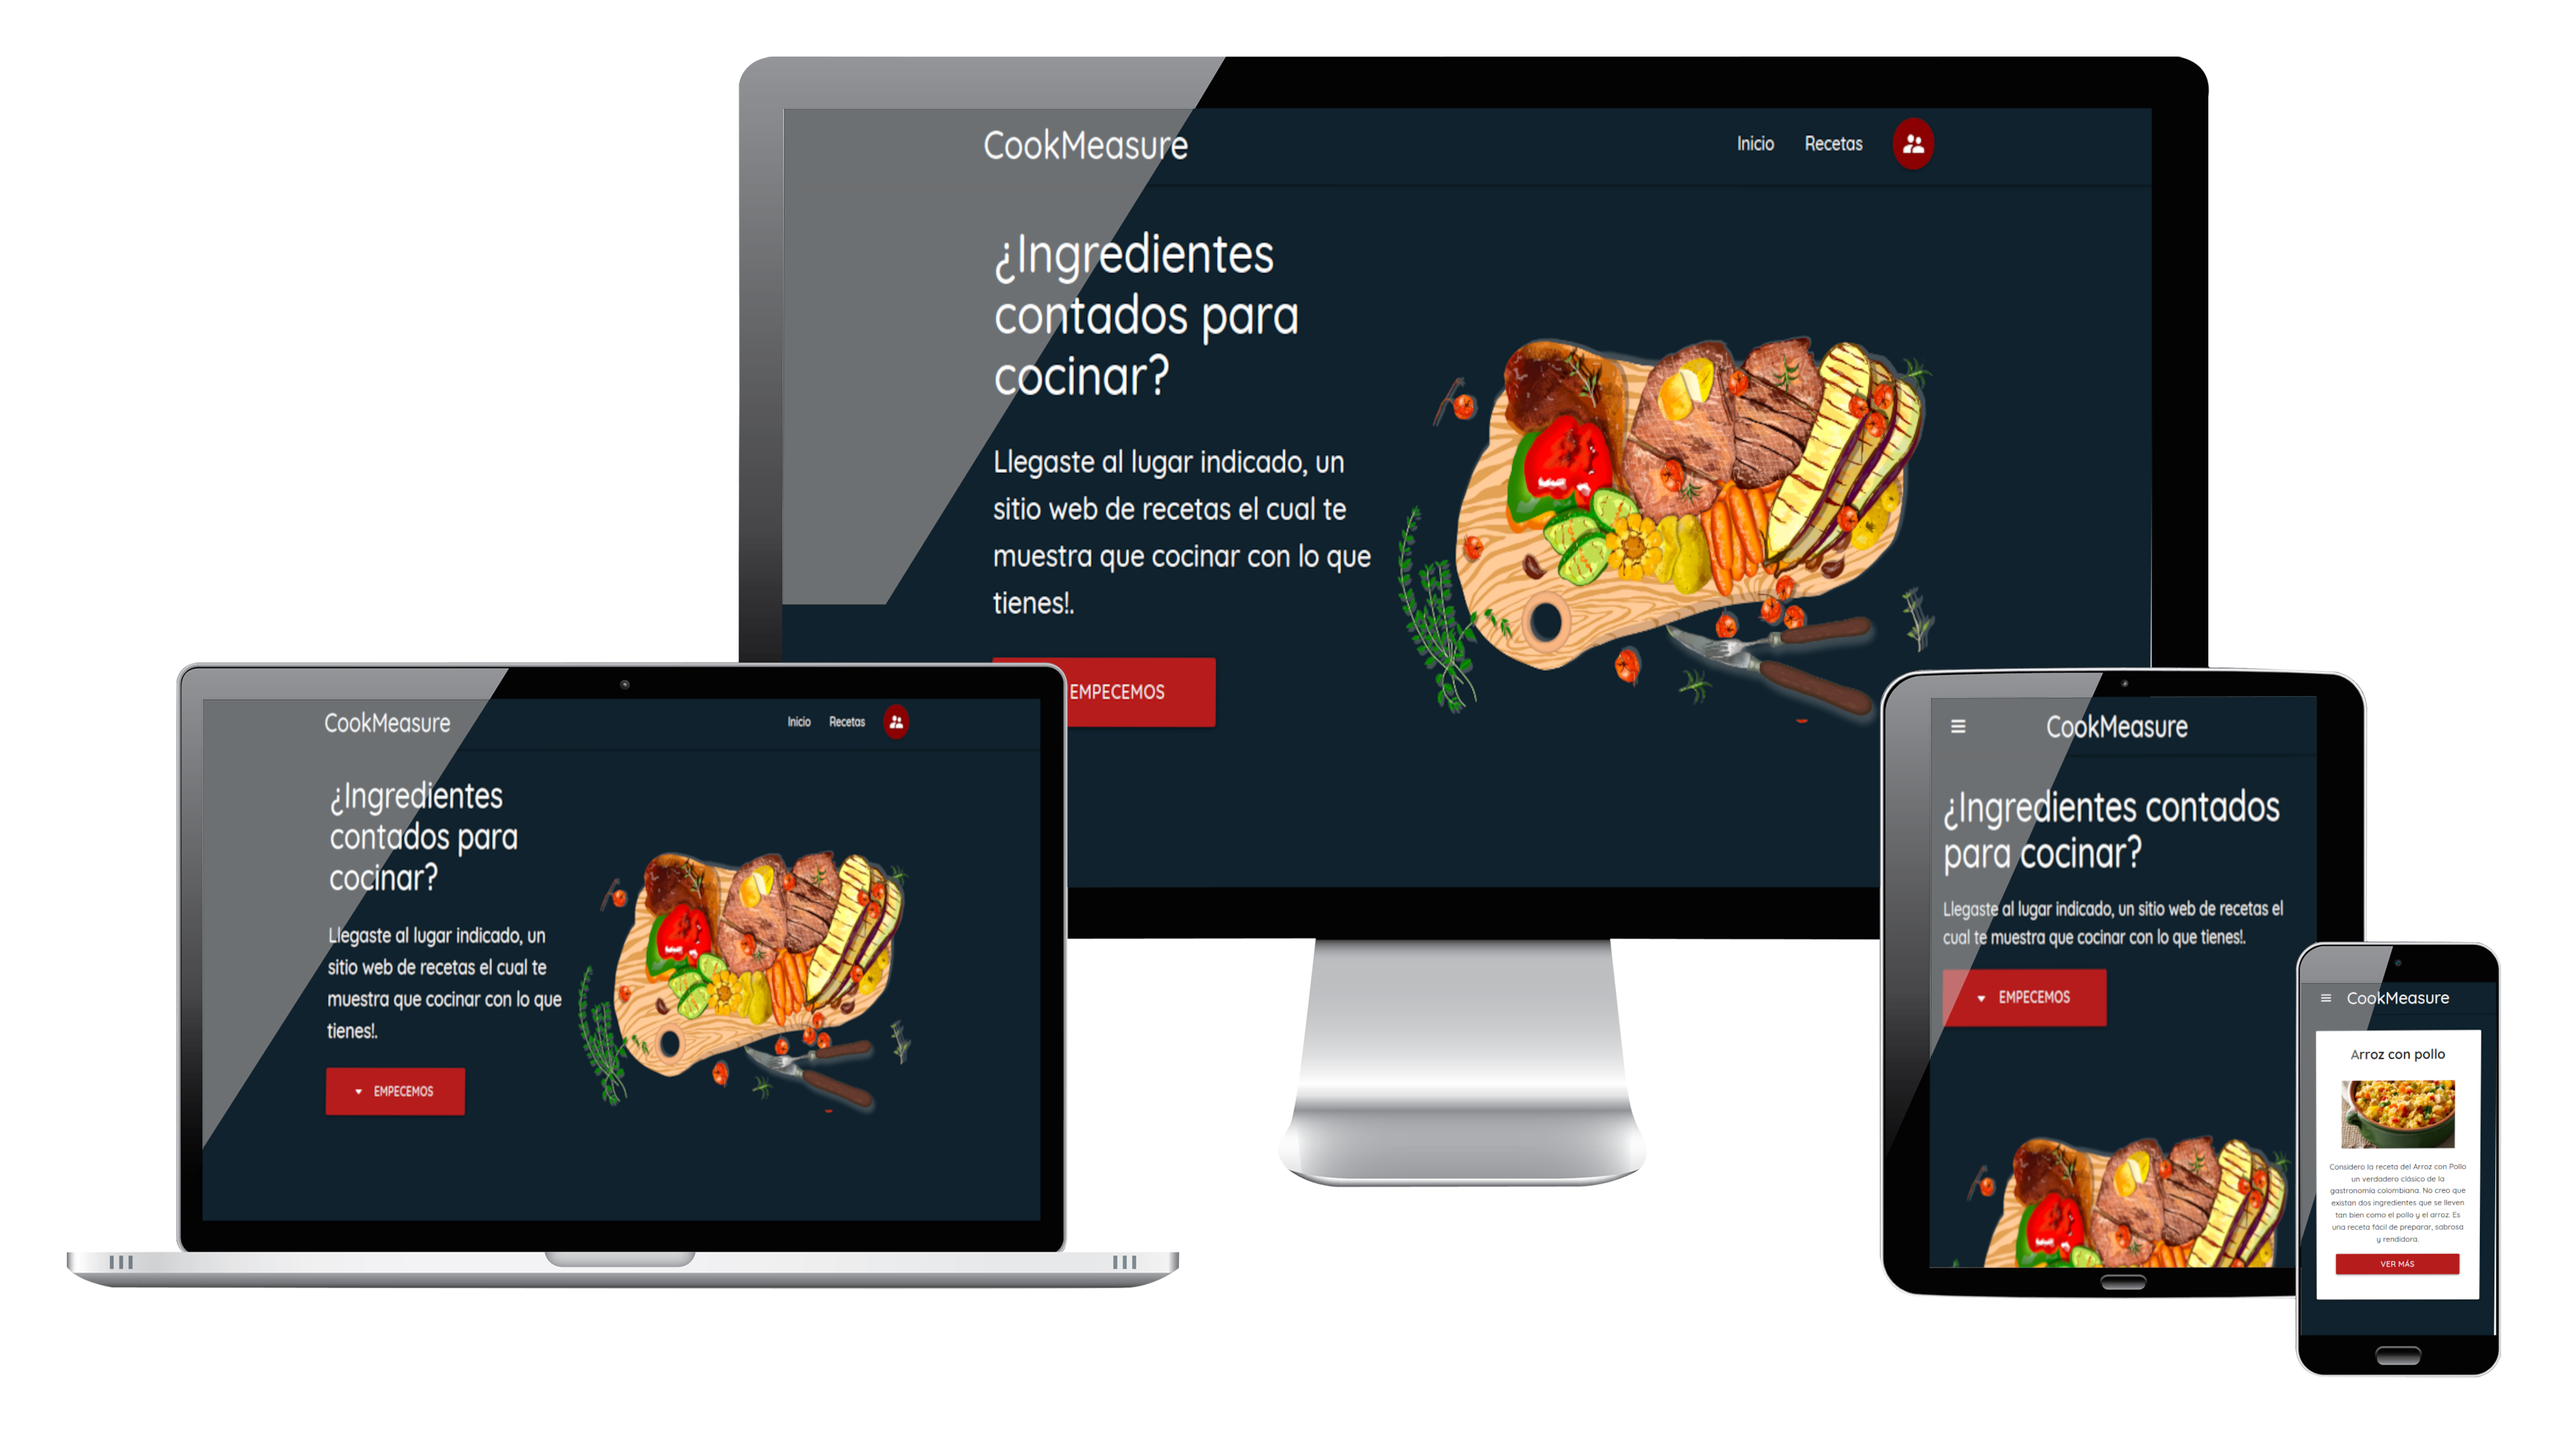 CookMeasure
Inicio Recetas
¿Ingredientes
contados para
cocinar?
Llegaste al lugar indicado, un
sitio web de recetas el cual te
muestra que cocinar con lo que
tienes!.
EMPECEMOS
CookMeasure
Inicio Recetas
¿Ingredientes
contados para
cocinar?
Llegaste al lugar indicado, un
sitio web de recetas el cual te
muestra que cocinar con lo que
tienes!.
EMPECEMOS
CookMeasure
¿Ingredientes contados
para cocinar?
Llegaste al lugar indicado, un sitio web de recetas el
cual te muestra que cocinar con lo que tienes!.
EMPECEMOS
CookMeasure
Arroz con pollo
Considero la receta del Arroz con Pollo
un verdadero clásico de la
gastronomía colombiana. No creo que
existan dos ingredientes que se lleven
tan bien como el pollo y el arroz. Es
una receta fácil de preparar, sabrosa
y rendidora.
VER MÁS